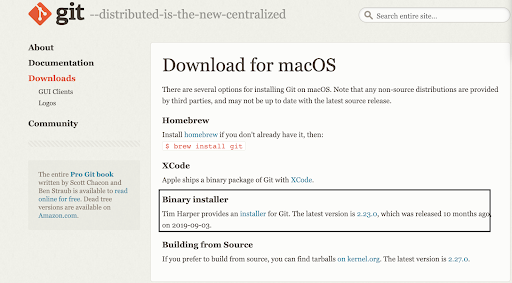 git --distributed-is-the-new-centralized
Search entire site...
About
Documentation
Downloads
GUI Clients
Logos
Community
The entire Pro Git book
written by Scott Chacon and
Ben Straub is available to read
online for free. Dead tree
versions are available on
Amazon.com.
Download for macOS
There are several options for installing Git on macOS. Note that any non-source distributions are provided
by third parties, and may not be up to date with the latest source release.
Homebrew
Install homebrew if you don't already have it, then:
$ brew install git
XCode
Apple ships a binary package of Git with XCode.
Binary installer
Tim Harper provides an installer for Git. The latest version is 2.23.0, which was released 10 months ago,
on 2019-09-03.
Building from Source
If you prefer to build from source, you can find tarballs on kernel.org. The latest version is 2.27.0.